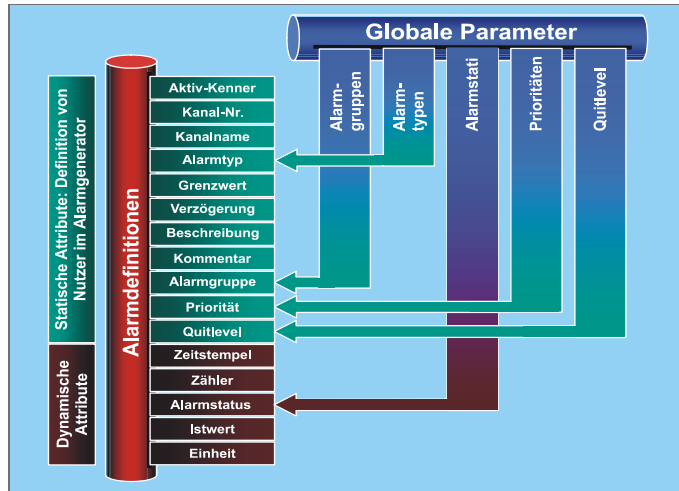 Globale Parameter
Alarm-
gruppen
Alarm-
typen
Alarmstati
Prioritäten
Quitlevel
Statische Attribute: Definition von
Nutzer im Alarmgenerator
Dynamische
Attribute
Alarmdefinitionen
Aktiv-Kenner
Kanal-Nr.
Kanalname
Alarmtyp
Grenzwert
Verzögerung
Beschreibung
Kommentar
Alarmgruppe
Priorität
Quitlevel
Zeitstempel
Zähler
Alarmstatus
Istwert
Einheit